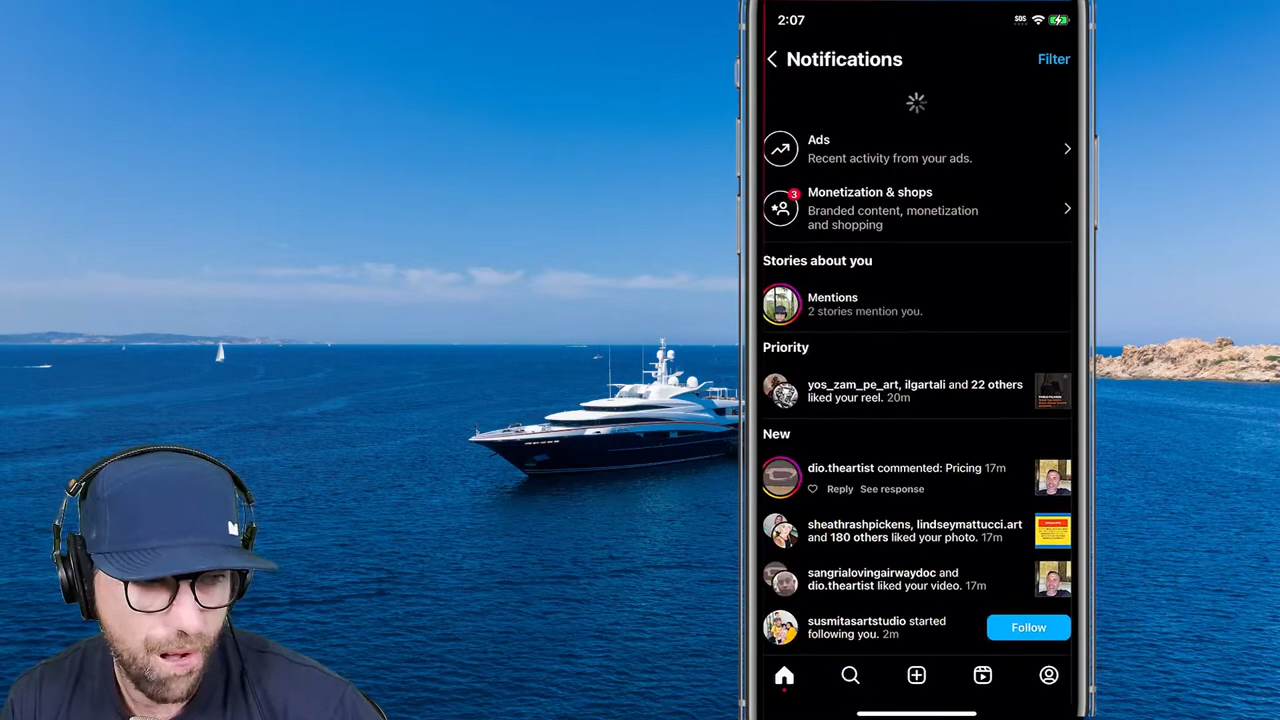 2:07
SOS
Notifications
Filter
Ads
Recent activity from your ads.
3
Monetization & shops
Branded content, monetization
and shopping
Stories about you
Mentions
2 stories mention you.
Priority
yos_zam_pe_art, ilgartali and 22 others
liked your reel. 20m
New
dio.theartist commented: Pricing 17m
Reply See response
sheathrashpickens, lindseymattucci.art
and 180 others liked your photo. 17m
sangrialovingairwaydoc and
dio.theartist liked your video. 17m
susmitasartstudio started
following you. 2m
Follow